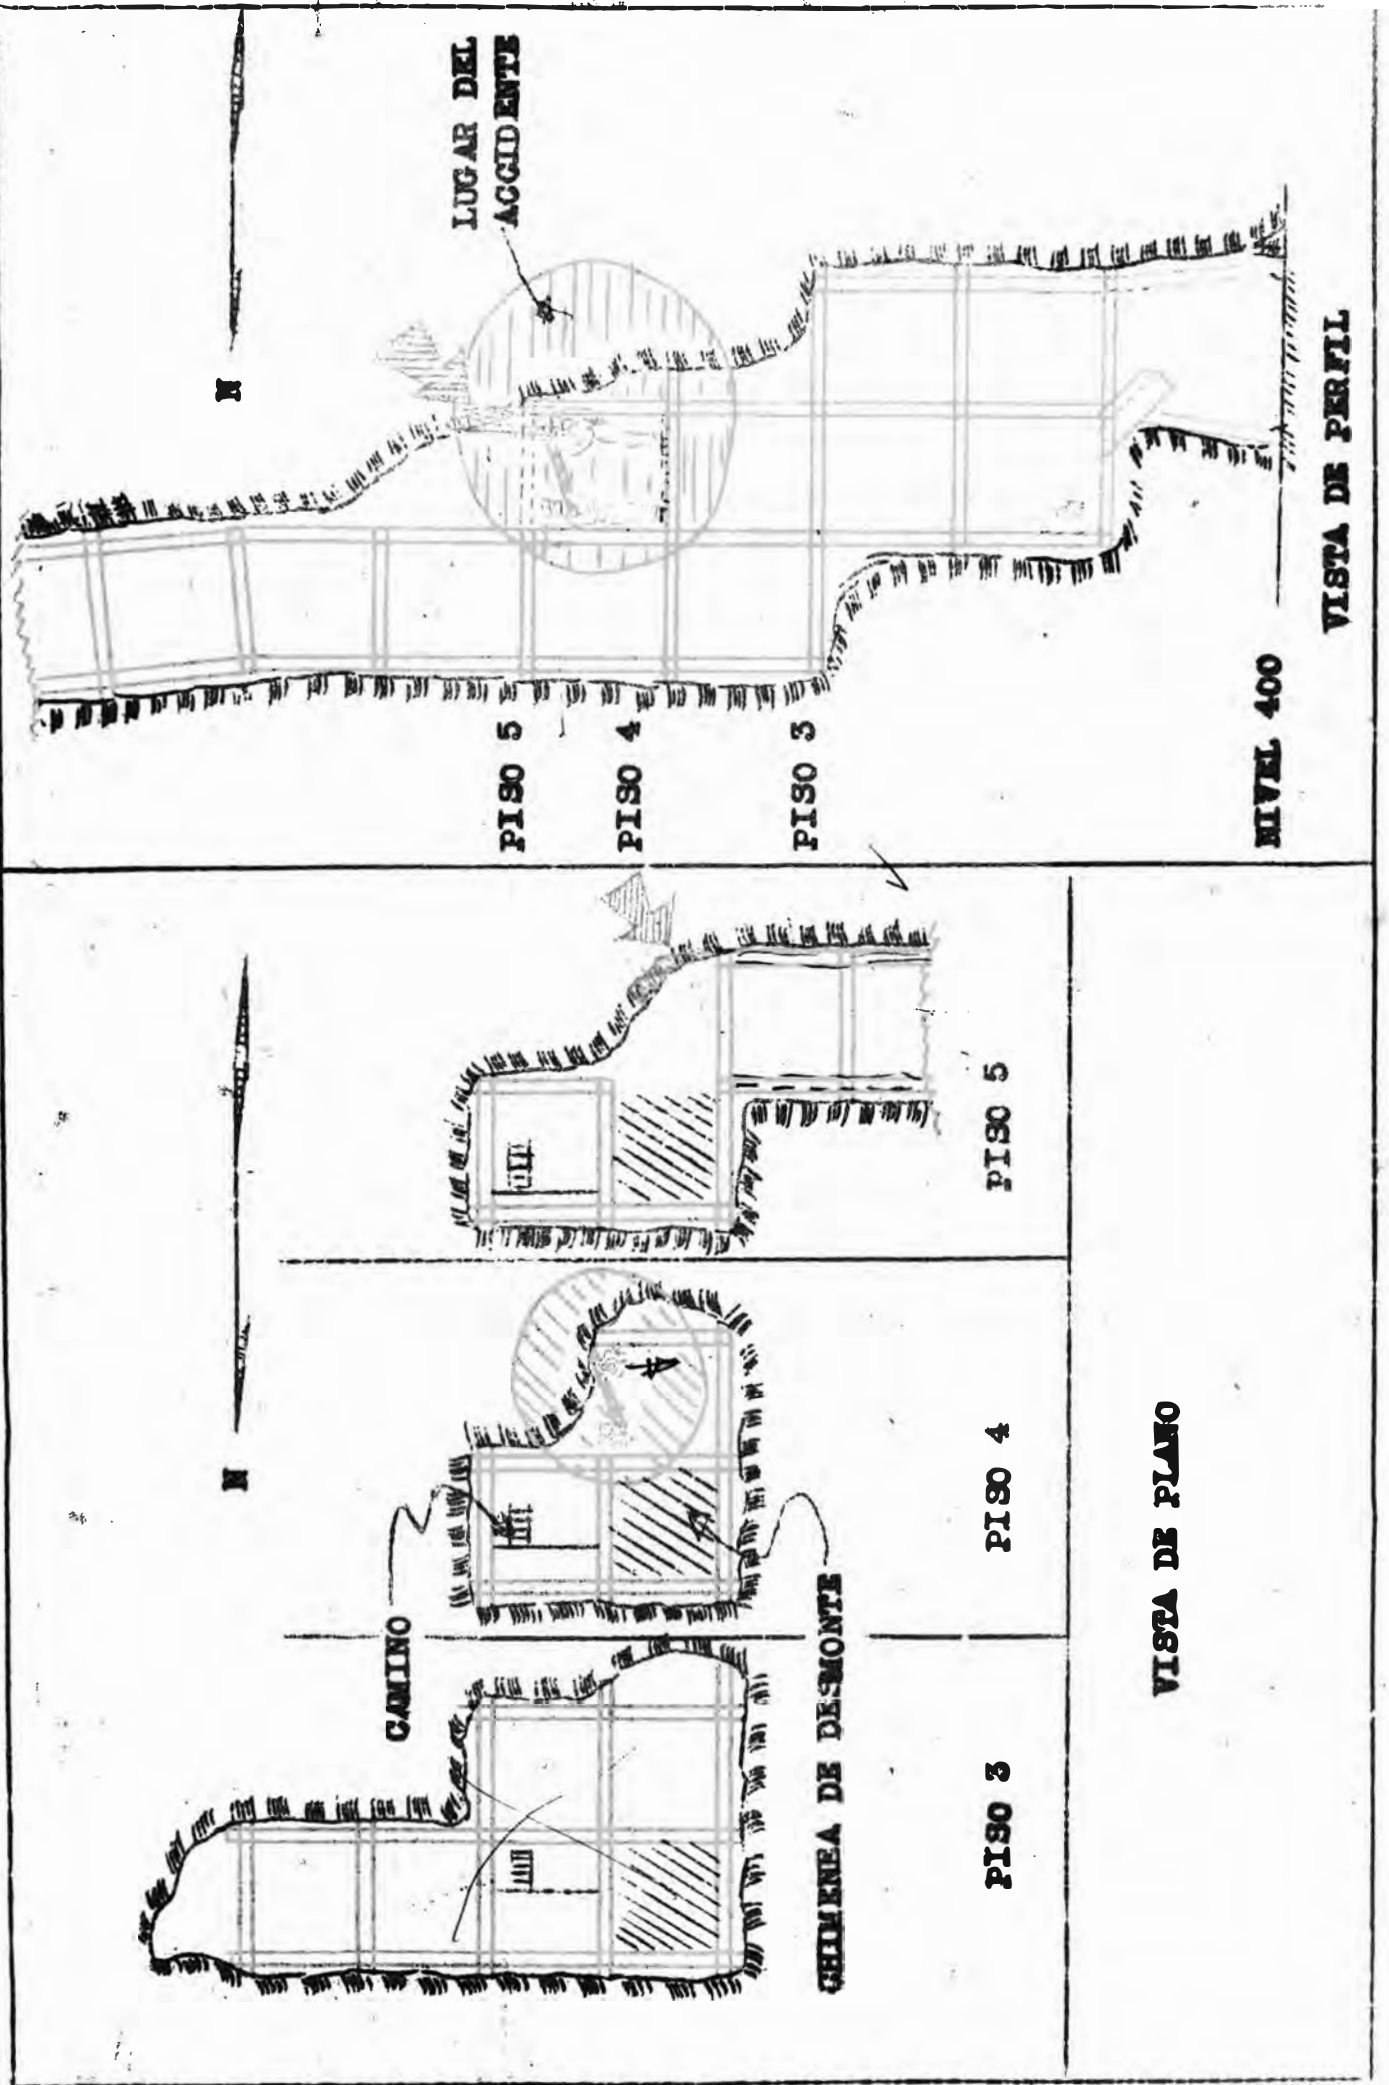 N
CAMINO
CHIMENEA DE DESMONTE
PISO 3
PISO 4
PISO 5
VISTA DE PLANO
N
LUGAR DEL
ACCIDENTE
PISO 5
PISO 4
PISO 3
NIVEL 400
VISTA DE PERFIL